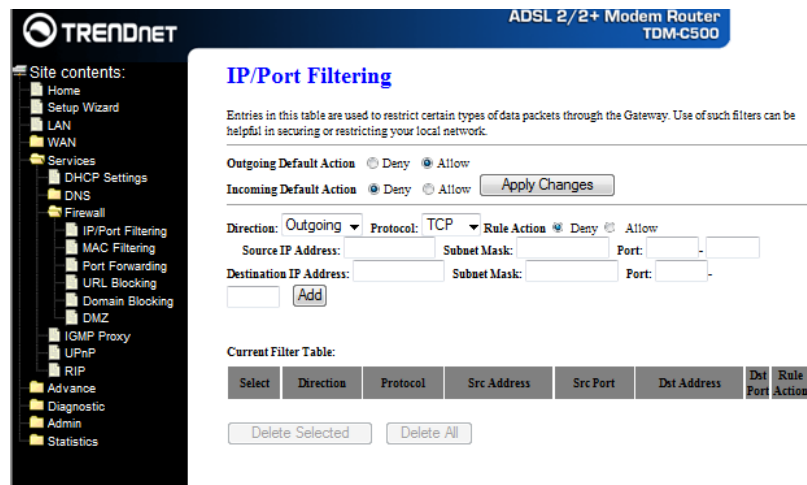 TRENDNET
ADSL 2/2+ Modem Router
TDM-C500
Site contents:
Home
Setup Wizard
LAN
WAN
Services
DHCP Settings
DNS
Firewall
IP/Port Filtering
MAC Filtering
Port Forwarding
URL Blocking
Domain Blocking
DMZ
IGMP Proxy
UPnP
RIP
Advance
Diagnostic
Admin
Statistics
IP/Port Filtering
Entries in this table are used to restrict certain types of data packets through the Gateway. Use of such filters can be
helpful in securing or restricting your local network.
Outgoing Default Action Deny Allow
Incoming Default Action Deny Allow Apply Changes
Direction: Outgoing Protocol: TCP Rule Action Deny Allow
Source IP Address: Subnet Mask: Port: -
Destination IP Address: Subnet Mask: Port: -
Add
Current Filter Table:
Select Direction Protocol Src Address Src Port Dst Address Dst Port Rule Action
Delete Selected Delete All